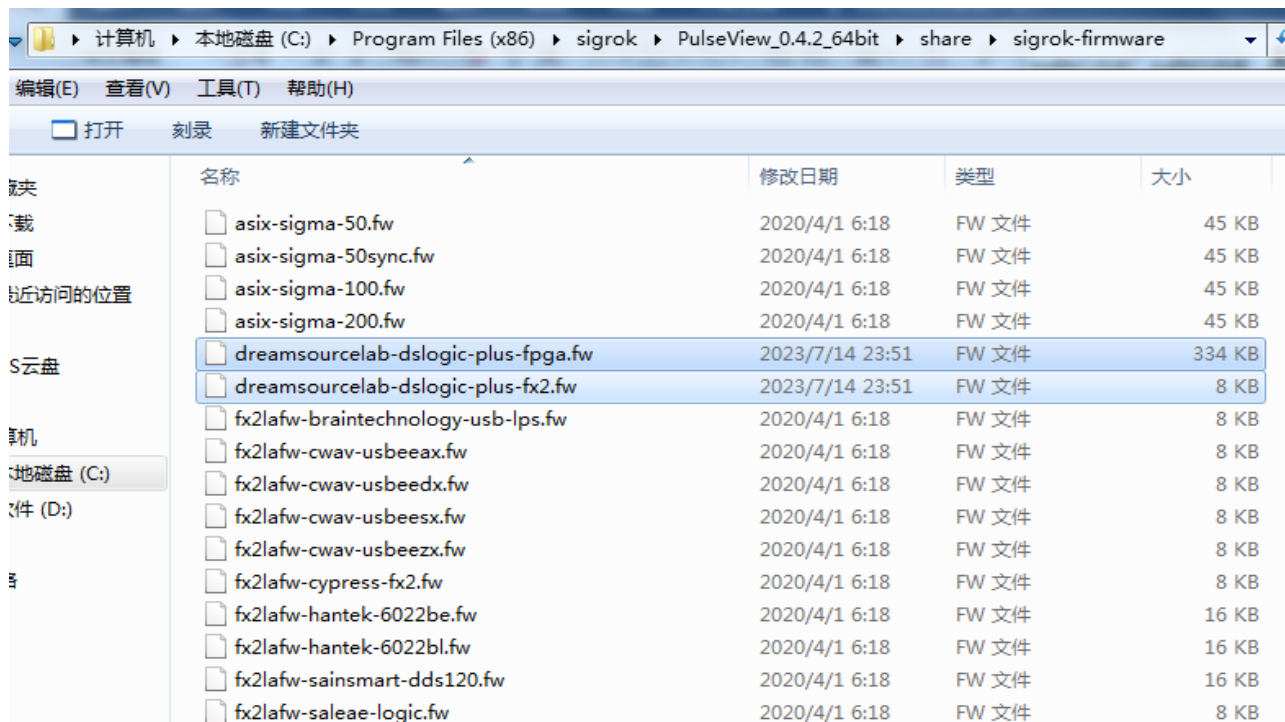 计算机 本地磁盘 (C:) Program Files (x86) sigrok PulseView_0.4.2_64bit share sigrok-firmware
编辑(E) 查看(V) 工具(T) 帮助(H)
打开 刻录 新建文件夹
名称 修改日期 类型 大小
asix-sigma-50.fw 2020/4/1 6:18 FW 文件 45 KB
asix-sigma-50sync.fw 2020/4/1 6:18 FW 文件 45 KB
asix-sigma-100.fw 2020/4/1 6:18 FW 文件 45 KB
近访问的位置
asix-sigma-200.fw 2020/4/1 6:18 FW 文件 45 KB
dreamsourcelab-dslogic-plus-fpga.fw 2023/7/14 23:51 FW 文件 334 KB
S云盘
dreamsourcelab-dslogic-plus-fx2.fw 2023/7/14 23:51 FW 文件 8 KB
fx2lafw-braintechnology-usb-lps.fw 2020/4/1 6:18 FW 文件 8 KB
算机
fx2lafw-cwav-usbeeax.fw 2020/4/1 6:18 FW 文件 8 KB
地磁盘 (C:)
fx2lafw-cwav-usbeedx.fw 2020/4/1 6:18 FW 文件 8 KB
件 (D:)
fx2lafw-cwav-usbeesx.fw 2020/4/1 6:18 FW 文件 8 KB
fx2lafw-cwav-usbeezx.fw 2020/4/1 6:18 FW 文件 8 KB
fx2lafw-cypress-fx2.fw 2020/4/1 6:18 FW 文件 8 KB
fx2lafw-hantek-6022be.fw 2020/4/1 6:18 FW 文件 16 KB
fx2lafw-hantek-6022bl.fw 2020/4/1 6:18 FW 文件 16 KB
fx2lafw-sainsmart-dds120.fw 2020/4/1 6:18 FW 文件 16 KB
fx2lafw-saleae-logic.fw 2020/4/1 6:18 FW 文件 8 KB